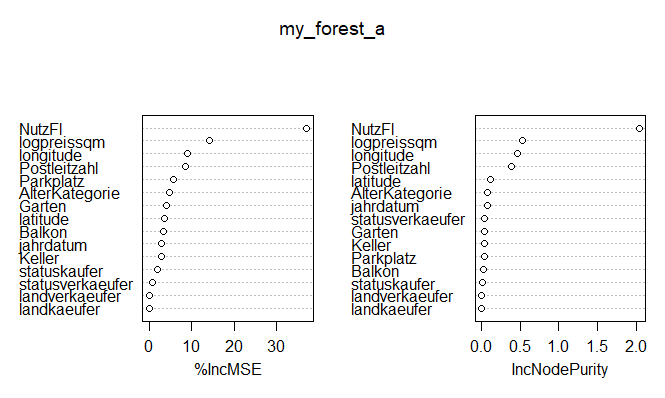 my_forest_a
NutzFl
logpreissqm
longitude
Postleitzahl
Parkplatz
AlterKategorie
Garten
latitude
Balkon
jahrdatum
Keller
statuskaufer
statusverkaeufer
landverkaeufer
landkaeufer
0 10 20 30
%IncMSE
NutzFl
logpreissqm
longitude
Postleitzahl
latitude
AlterKategorie
jahrdatum
statusverkaeufer
Garten
Keller
Parkplatz
Balkon
statuskaufer
landverkaeufer
landkaeufer
0.0 0.5 1.0 1.5 2.0
IncNodePurity